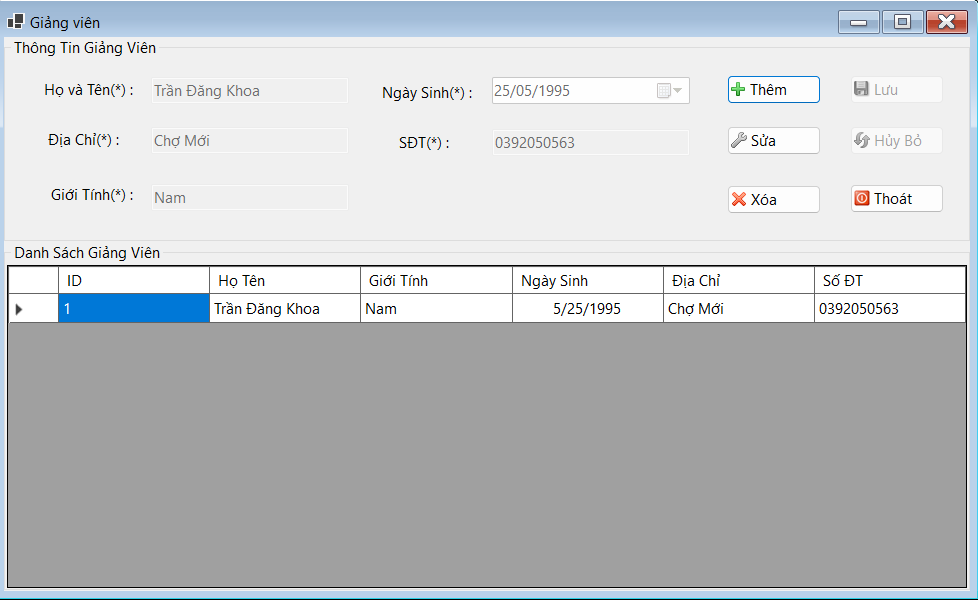 Giảng viên
Thông Tin Giảng Viên
Họ và Tên(*) : Trần Đăng Khoa Ngày Sinh(*) : 25/05/1995 Thêm Lưu
Địa Chỉ(*) : Chợ Mới SĐT(*) : 0392050563 Sửa Hủy Bỏ
Giới Tính(*) : Nam Xóa Thoát
Danh Sách Giảng Viên
ID Họ Tên Giới Tính Ngày Sinh Địa Chỉ Số ĐT
1 Trần Đăng Khoa Nam 5/25/1995 Chợ Mới 0392050563